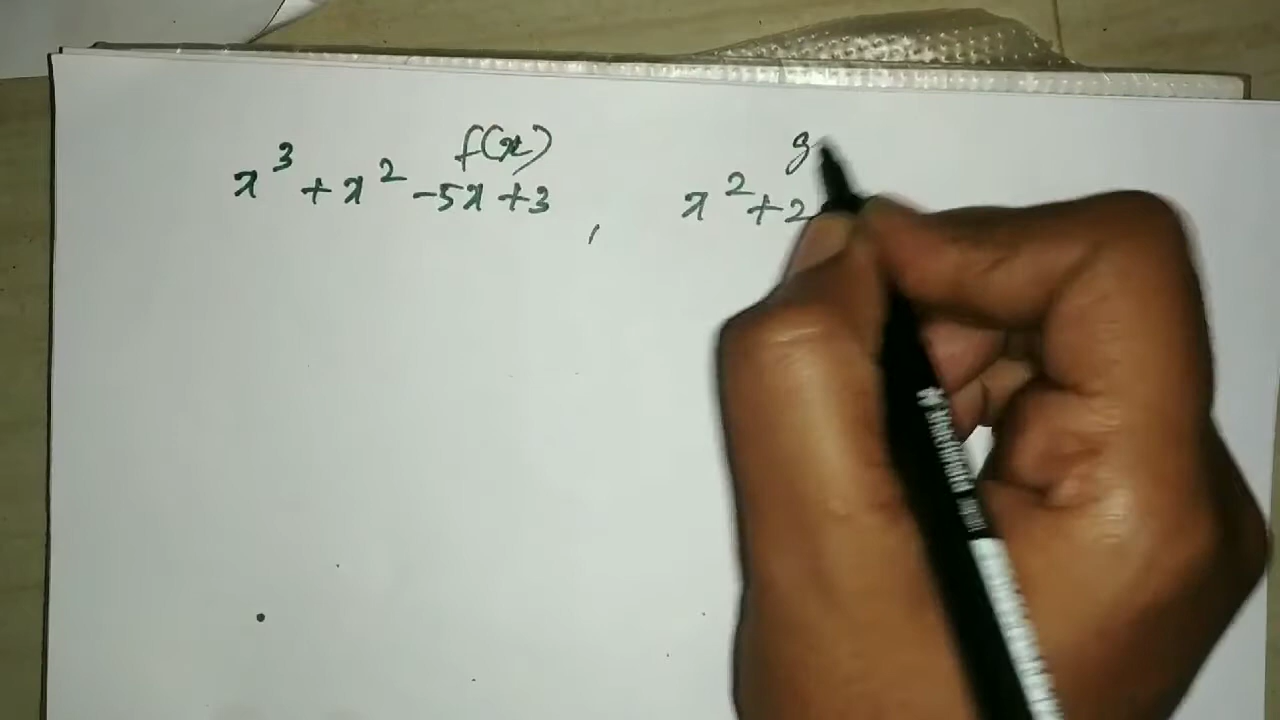 f(x) g
x³ + x² -5x +3 , x² + 2